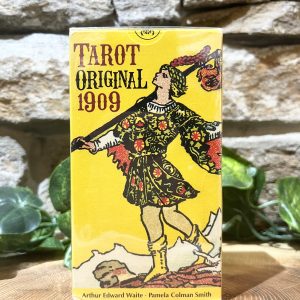 TAROT
ORIGINAL
1909
Arthur Edward Waite - Pamela Colman Smith